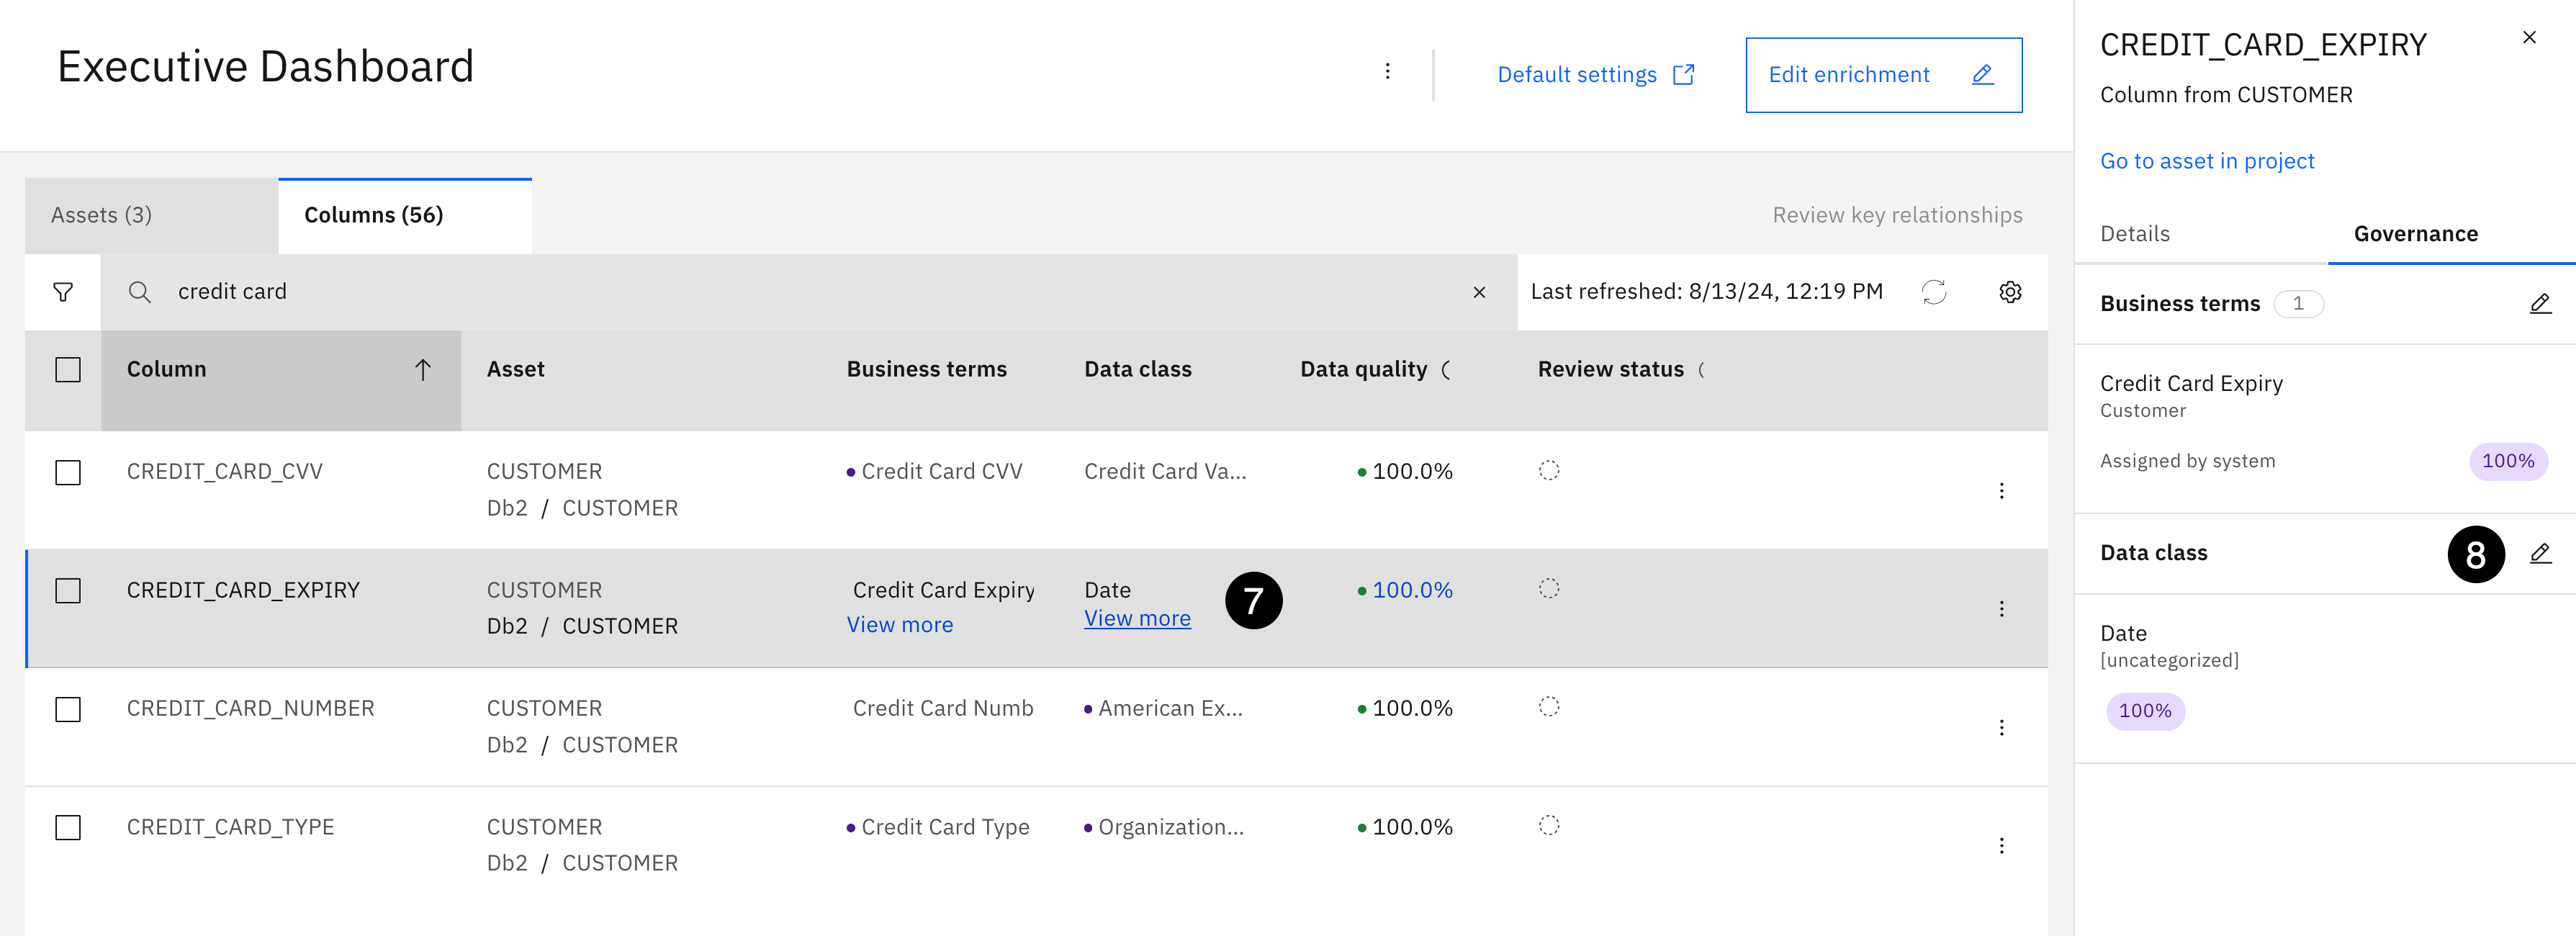 Executive Dashboard
Default settings
Edit enrichment
Assets (3)
Columns (56)
Review key relationships
credit card
Last refreshed: 8/13/24, 12:19 PM
Column
Asset
Business terms
Data class
Data quality (
Review status (
CREDIT_CARD_CVV
CUSTOMER
Db2 / CUSTOMER
Credit Card CVV
Credit Card Va...
100.0%
CREDIT_CARD_EXPIRY
CUSTOMER
Db2 / CUSTOMER
Credit Card Expiry
View more
Date
View more
7
100.0%
CREDIT_CARD_NUMBER
CUSTOMER
Db2 / CUSTOMER
Credit Card Numb
American Ex...
100.0%
CREDIT_CARD_TYPE
CUSTOMER
Db2 / CUSTOMER
Credit Card Type
Organization...
100.0%
CREDIT_CARD_EXPIRY
Column from CUSTOMER
Go to asset in project
Details
Governance
Business terms 1
Credit Card Expiry
Customer
Assigned by system 100%
Data class
8
Date
[uncategorized]
100%